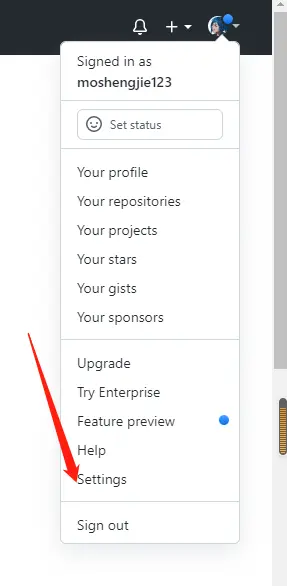 Signed in as
moshengjie123
Set status
Your profile
Your repositories
Your projects
Your stars
Your gists
Your sponsors
Upgrade
Try Enterprise
Feature preview
Help
Settings
Sign out